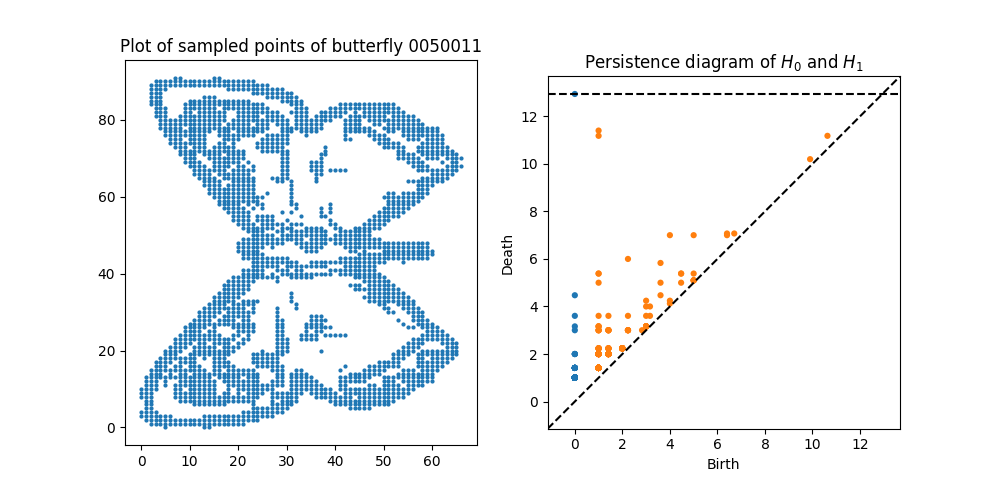 Plot of sampled points of butterfly 0050011
80
60
40
20
0
0 10 20 30 40 50 60
Persistence diagram of H₀ and H₁
Death
12
10
8
6
4
2
0
0 2 4 6 8 10 12
Birth